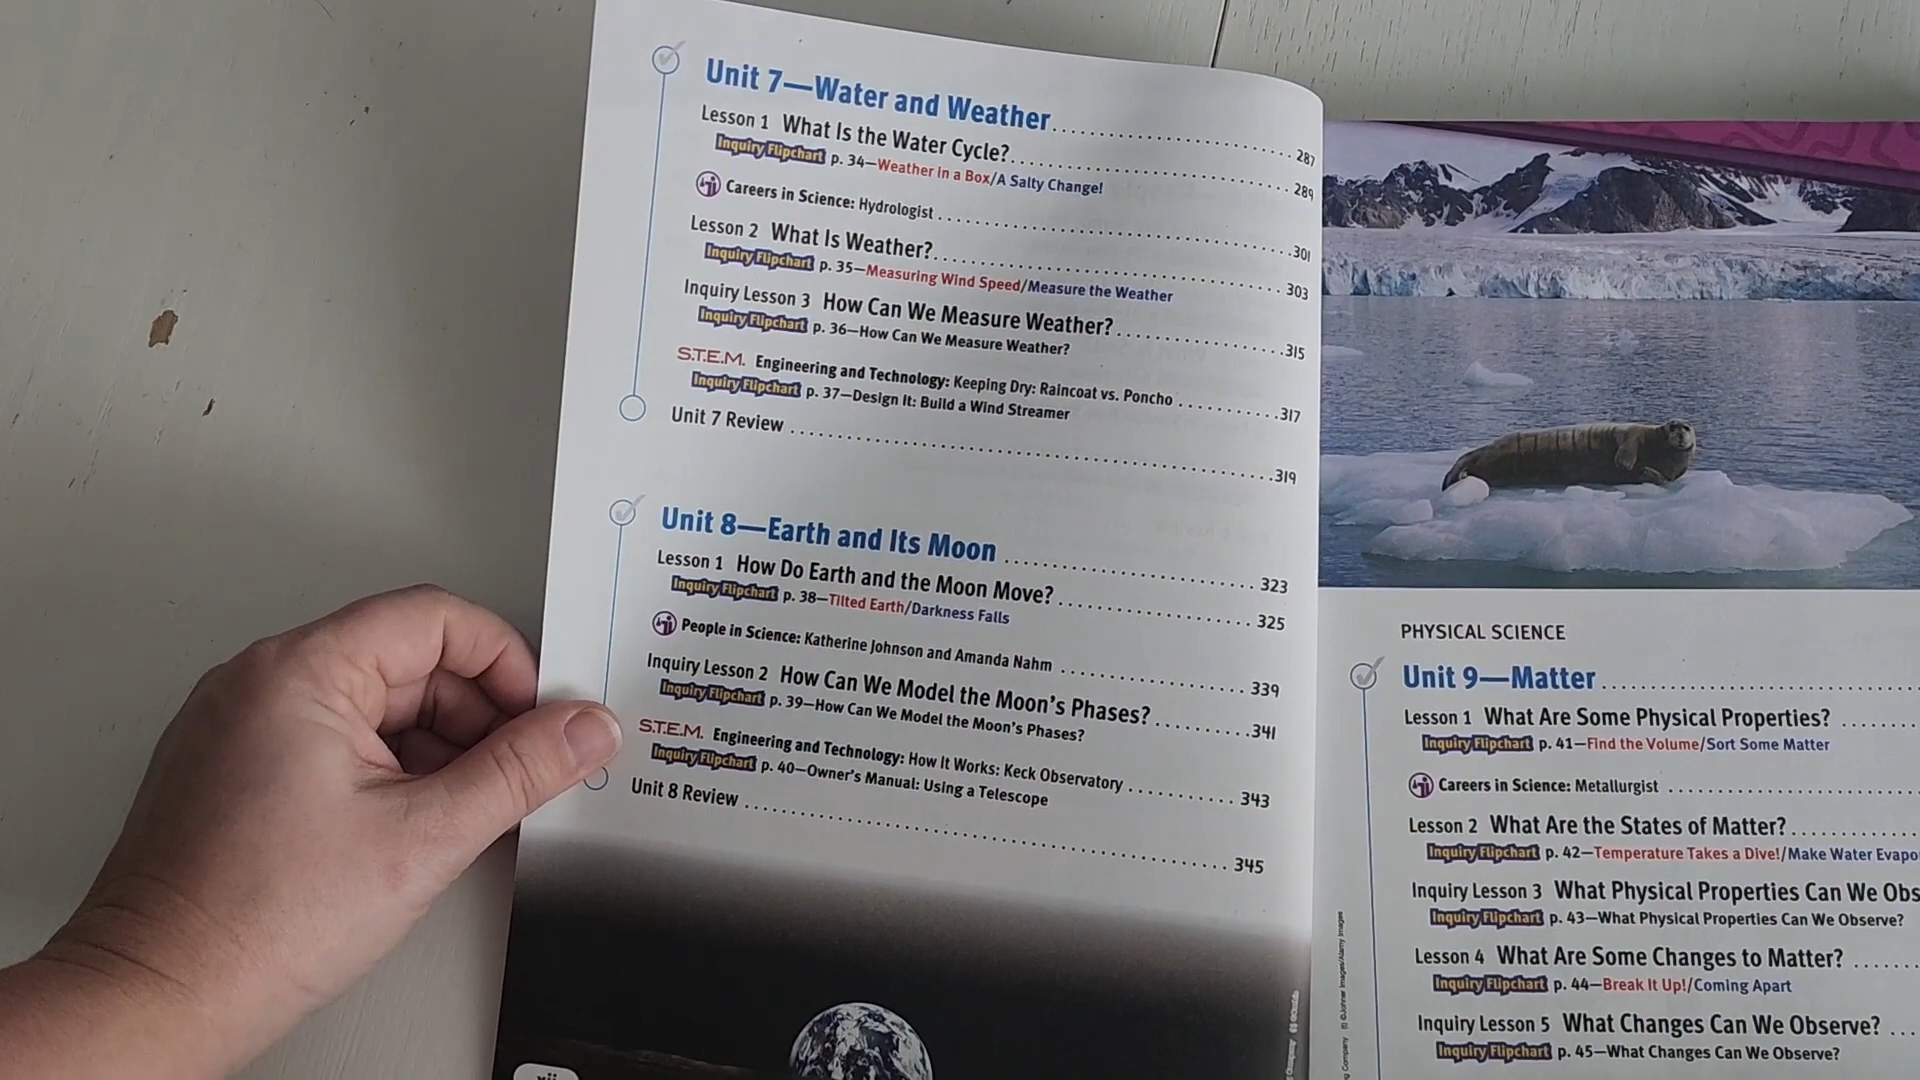 Unit 7—Water and Weather . . . . . . . . . . . . . . . . . . . . 287
Lesson 1 What Is the Water Cycle? . . . . . . . . . . . . . . . . . . . . 289
Inquiry Flipchart p. 34—Weather in a Box/A Salty Change!
Careers in Science: Hydrologist . . . . . . . . . . . . . . . . . . . . 301
Lesson 2 What Is Weather? . . . . . . . . . . . . . . . . . . . . 303
Inquiry Flipchart p. 35—Measuring Wind Speed/Measure the Weather
Inquiry Lesson 3 How Can We Measure Weather? . . . . . . . . . . . . . . 315
Inquiry Flipchart p. 36—How Can We Measure Weather?
S.T.E.M. Engineering and Technology: Keeping Dry: Raincoat vs. Poncho . . . . . . . . . . 317
Inquiry Flipchart p. 37—Design It: Build a Wind Streamer
Unit 7 Review . . . . . . . . . . . . . . . . . . . . 319
Unit 8—Earth and Its Moon . . . . . . . . . . . . . . . . . . . . 323
Lesson 1 How Do Earth and the Moon Move? . . . . . . . . . . . . . . . . 325
Inquiry Flipchart p. 38—Tilted Earth/Darkness Falls
People in Science: Katherine Johnson and Amanda Nahm . . . . . . . . . . . . . . . 339
Inquiry Lesson 2 How Can We Model the Moon's Phases? . . . . . . . . . 341
Inquiry Flipchart p. 39—How Can We Model the Moon's Phases?
S.T.E.M. Engineering and Technology: How It Works: Keck Observatory . . . . . . . . . . 343
Inquiry Flipchart p. 40—Owner's Manual: Using a Telescope
Unit 8 Review . . . . . . . . . . . . . . . . . . . . 345
xii
PHYSICAL SCIENCE
Unit 9—Matter . . . . . . . . . . . . . . . . . . . .
Lesson 1 What Are Some Physical Properties? . . . . . . .
Inquiry Flipchart p. 41—Find the Volume/Sort Some Matter
Careers in Science: Metallurgist . . . . . . . . . . . . . . . . . . . .
Lesson 2 What Are the States of Matter? . . . . . . . . . .
Inquiry Flipchart p. 42—Temperature Takes a Dive!/Make Water Evapo
Inquiry Lesson 3 What Physical Properties Can We Obs
Inquiry Flipchart p. 43—What Physical Properties Can We Observe?
Lesson 4 What Are Some Changes to Matter? . . . . . .
Inquiry Flipchart p. 44—Break It Up!/Coming Apart
Inquiry Lesson 5 What Changes Can We Observe? . . .
Inquiry Flipchart p. 45—What Changes Can We Observe?